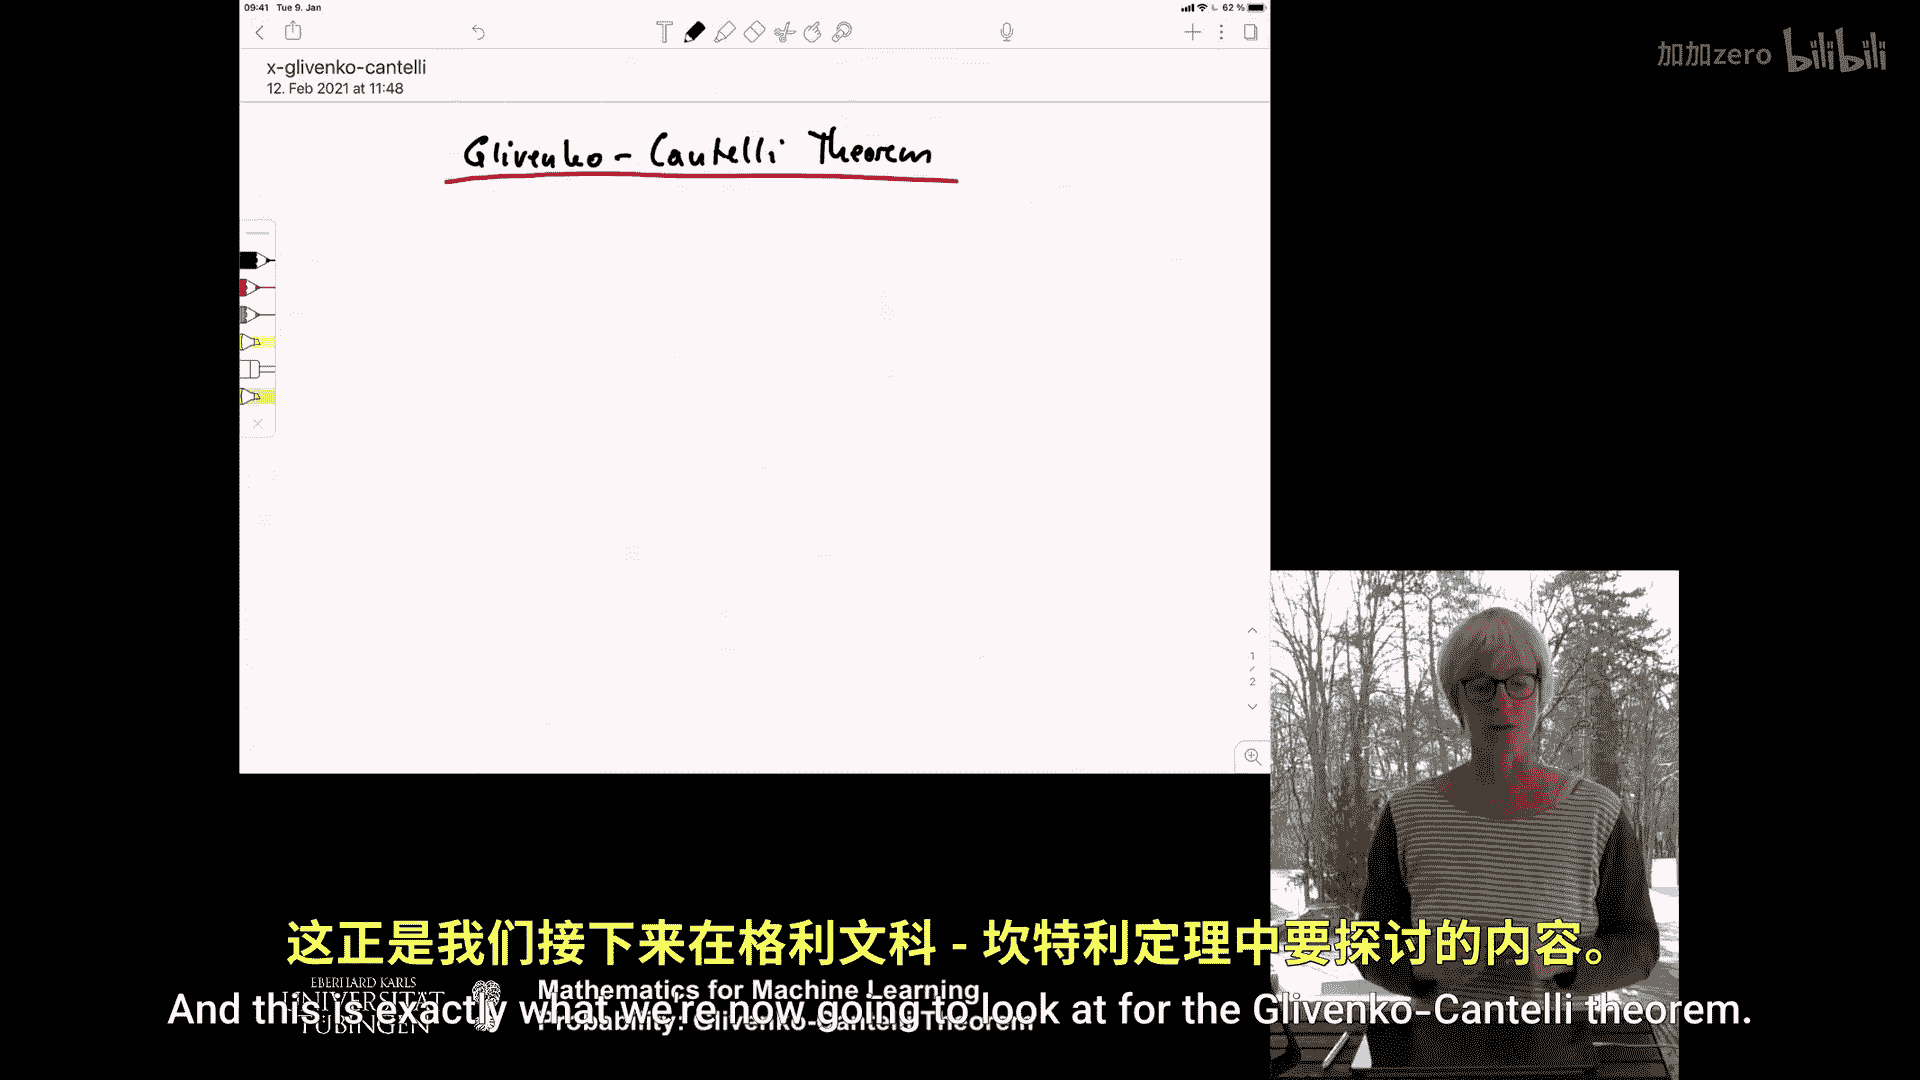 09:41 Tue 9. Jan
62 %
加加zero bilibili
x-glivenko-cantelli
12. Feb 2021 at 11:48
Glivenko - Cantelli Theorem
1
/
2
这正是我们接下来在格利文科 - 坎特利定理中要探讨的内容。
EBERHARD KARLS
UNIVERSITÄT
TÜBINGEN
Mathematics for Machine Learning
Probability: Glivenko-Cantelli Theorem
And this is exactly what we're now going to look at for the Glivenko-Cantelli theorem.